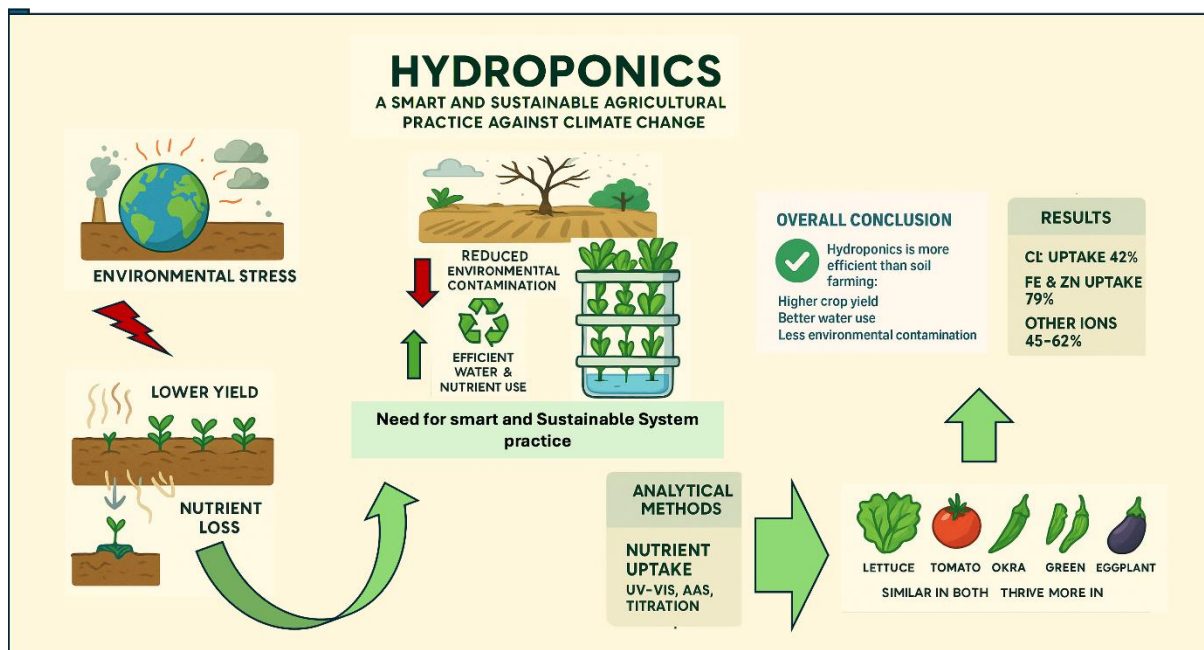 HYDROPONICS
A SMART AND SUSTAINABLE AGRICULTURAL
PRACTICE AGAINST CLIMATE CHANGE
ENVIRONMENTAL STRESS
LOWER YIELD
NUTRIENT
LOSS
REDUCED
ENVIRONMENTAL
CONTAMINATION
EFFICIENT
WATER &
NUTRIENT USE
Need for smart and Sustainable System
practice
ANALYTICAL
METHODS
NUTRIENT
UPTAKE
UV-VIS, AAS,
TITRATION
LETTUCE
TOMATO
OKRA
GREEN
EGGPLANT
SIMILAR IN BOTH
THRIVE MORE IN
OVERALL CONCLUSION
Hydroponics is more
efficient than soil
farming:
Higher crop yield
Better water use
Less environmental contamination
RESULTS
CL UPTAKE 42%
FE & ZN UPTAKE
79%
OTHER IONS
45-62%